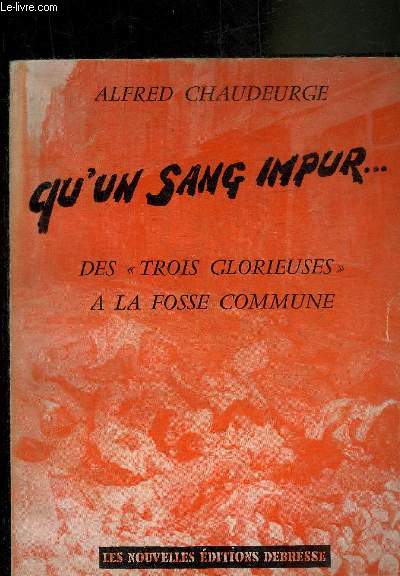 Le-livre.com
ALFRED CHAUDEURGE
QU'UN SANG IMPUR...
DES « TROIS GLORIEUSES »
A LA FOSSE COMMUNE
LES NOUVELLES ÉDITIONS DEBRESSE